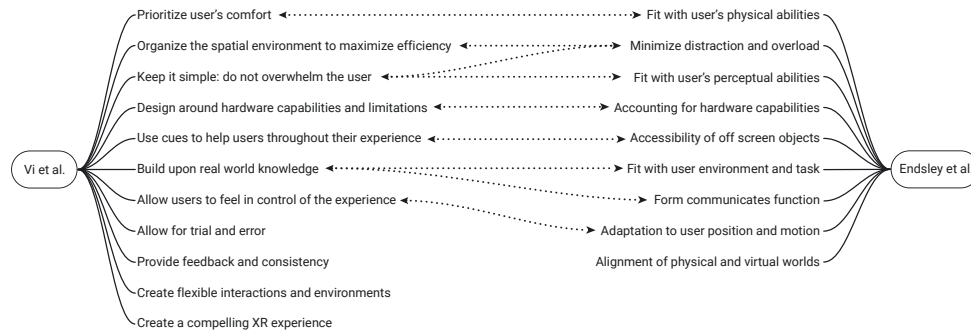 Prioritize user's comfort
Fit with user's physical abilities
Organize the spatial environment to maximize efficiency
Minimize distraction and overload
Keep it simple: do not overwhelm the user
Fit with user's perceptual abilities
Design around hardware capabilities and limitations
Accounting for hardware capabilities
Use cues to help users throughout their experience
Accessibility of off screen objects
Vi et al.
Build upon real world knowledge
Fit with user environment and task
Endsley et al
Allow users to feel in control of the experience
Form communicates function
Allow for trial and error
Adaptation to user position and motion
Provide feedback and consistency
Alignment of physical and virtual worlds
Create flexible interactions and environments
Create a compelling XR experience